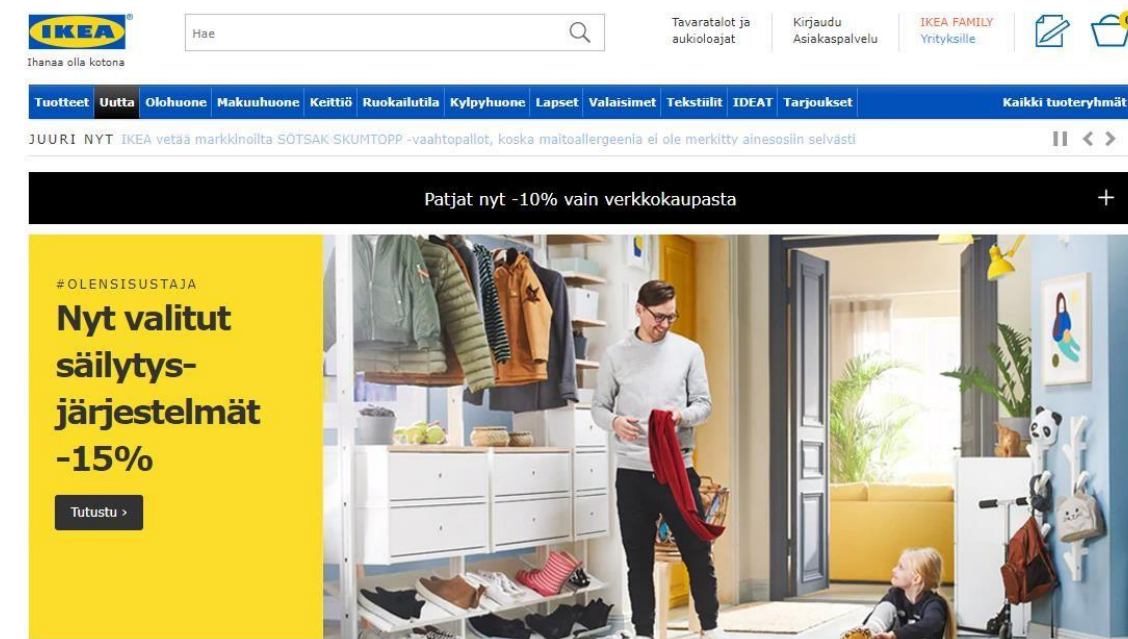 IKEA®
Ihanaa olla kotona
Hae
Tavaratalot ja
aukioloajat
Kirjaudu
Asiakaspalvelu
IKEA FAMILY
Yrityksille
Tuotteet Uutta Olohuone Makuuhuone Keittiö Ruokailutila Kylpyhuone Lapset Valaisimet Tekstiilit IDEAT Tarjoukset Kaikki tuoteryhmät
JUURI NYT IKEA vetää markkinoilta SÖTSAK SKUMTOPP -vaahtopallot, koska maitoallergeenia ei ole merkitty ainesosiin selvästi
Patjat nyt -10% vain verkkokaupasta +
#OLENSISUSTAJA
Nyt valitut
säilytys-
järjestelmät
-15%
Tutustu ›